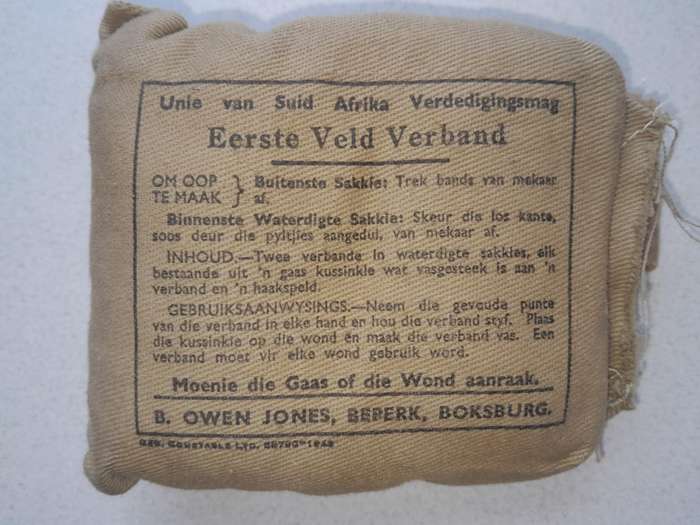 Unie van Suid Afrika Verdedigingsmag
Eerste Veld Verband
OM OOP TE MAK } Buitenste Sakkie: Trek bands van mekaar af.
Binnenste Waterdigte Sakkie: Skeur die los kante,
soos deur die pyltjies aangedui, van mekaar af.
INHOUD.—Twee verbande in waterdigte sakkies, elk
bestaande uit 'n gaas kussinkie wat vasgesteek is aan 'n
verband en 'n haakspeld.
GEBRUIKSAANWYSINGS.—Neem die gevoude punte
van die verband in elke hand en hou die verband styf. Plaas
die kussinkie op die wond en maak die verband vas. Een
verband moet vir elke wond gebruik word.
Moenie die Gaas of die Wond aanraak.
B. OWEN JONES, BEPERK, BOKSBURG.
CONSTABLE LTD.